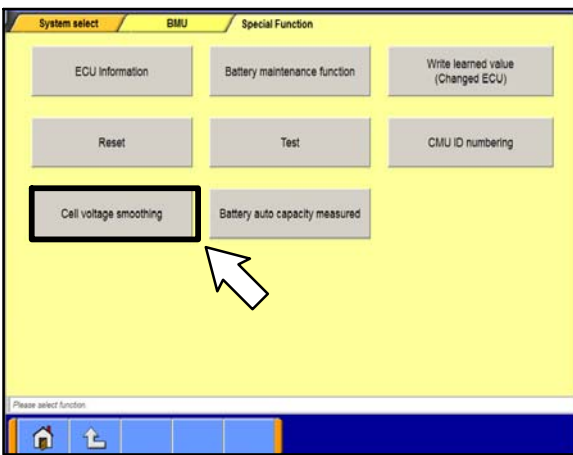 System select
BMU
Special Function
ECU Information
Battery maintenance function
Write learned value
(Changed ECU)
Reset
Test
CMU ID numbering
Cell voltage smoothing
Battery auto capacity measured
Please select function.